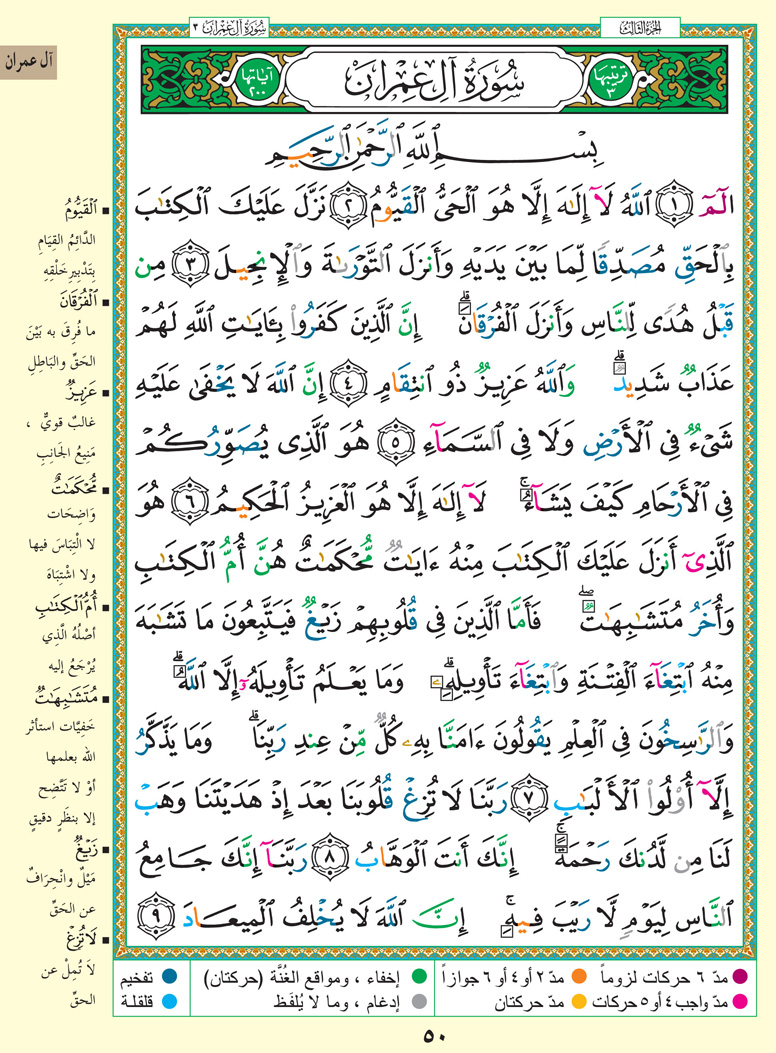 الجزء الثالث
سُورَةُ آلِ عِمْرَان ٣
آل عمران
ترتيبها ٣
سُورَةُ آلِ عِمْرَان
آياتها ٢٠٠
بِسْمِ ٱللَّهِ ٱلرَّحْمَٰنِ ٱلرَّحِيمِ
الٓمٓ ١ ٱللَّهُ لَآ إِلَٰهَ إِلَّا هُوَ ٱلْحَىُّ ٱلْقَيُّومُ ٢ نَزَّلَ عَلَيْكَ ٱلْكِتَٰبَ
بِٱلْحَقِّ مُصَدِّقًا لِّمَا بَيْنَ يَدَيْهِ وَأَنزَلَ ٱلتَّوْرَىٰةَ وَٱلْإِنجِيلَ ٣ مِن
قَبْلُ هُدًى لِّلنَّاسِ وَأَنزَلَ ٱلْفُرْقَانَ ۗ إِنَّ ٱلَّذِينَ كَفَرُوا۟ بِـَٔايَٰتِ ٱللَّهِ لَهُمْ
عَذَابٌ شَدِيدٌ ۗ وَٱللَّهُ عَزِيزٌ ذُو ٱنتِقَامٍ ٤ إِنَّ ٱللَّهَ لَا يَخْفَىٰ عَلَيْهِ
شَىْءٌ فِى ٱلْأَرْضِ وَلَا فِى ٱلسَّمَآءِ ٥ هُوَ ٱلَّذِى يُصَوِّرُكُمْ
فِى ٱلْأَرْحَامِ كَيْفَ يَشَآءُ ۚ لَآ إِلَٰهَ إِلَّا هُوَ ٱلْعَزِيزُ ٱلْحَكِيمُ ٦ هُوَ
ٱلَّذِىٓ أَنزَلَ عَلَيْكَ ٱلْكِتَٰبَ مِنْهُ ءَايَٰتٌ مُّحْكَمَٰتٌ هُنَّ أُمُّ ٱلْكِتَٰبِ
وَأُخَرُ مُتَشَٰبِهَٰتٌ ۖ فَأَمَّا ٱلَّذِينَ فِى قُلُوبِهِمْ زَيْغٌ فَيَتَّبِعُونَ مَا تَشَٰبَهَ
مِنْهُ ٱبْتِغَآءَ ٱلْفِتْنَةِ وَٱبْتِغَآءَ تَأْوِيلِهِۦ ۗ وَمَا يَعْلَمُ تَأْوِيلَهُۥٓ إِلَّا ٱللَّهُ ۗ
وَٱلرَّٰسِخُونَ فِى ٱلْعِلْمِ يَقُولُونَ ءَامَنَّا بِهِۦ كُلٌّ مِّنْ عِندِ رَبِّنَا ۗ وَمَا يَذَّكَّرُ
إِلَّآ أُو۟لُوا۟ ٱلْأَلْبَٰبِ ٧ رَبَّنَا لَا تُزِغْ قُلُوبَنَا بَعْدَ إِذْ هَدَيْتَنَا وَهَبْ
لَنَا مِن لَّدُنكَ رَحْمَةً ۚ إِنَّكَ أَنتَ ٱلْوَهَّابُ ٨ رَبَّنَآ إِنَّكَ جَامِعُ
ٱلنَّاسِ لِيَوْمٍ لَّا رَيْبَ فِيهِ ۚ إِنَّ ٱللَّهَ لَا يُخْلِفُ ٱلْمِيعَادَ ٩
ٱلْقَيُّومُ
الدَّائِمُ القِيَامِ
بِتَدْبِيرِ خَلْقِهِ
ٱلْفُرْقَانَ
ما فُرِقَ به بَيْنَ
الحَقِّ والبَاطِلِ
عَزِيزٌ
غالبٌ قويٌّ ،
مَنِيعُ الجَانِبِ
مُّحْكَمَٰتٌ
وَاضِحَات
لا الْتِبَاسَ فيها
ولا اشْتِبَاهَ
أُمُّ ٱلْكِتَٰبِ
أصْلُهُ الَّذِي
يُرْجَعُ إليه
مُتَشَٰبِهَٰتٌ
خَفِيَّات استأثر
الله بعلمها
أوْ لا تَتَّضِح
إلا بنظَرٍ دقيقٍ
زَيْغٌ
مَيْلٌ وانْحِرَافٌ
عن الحَقِّ
لَا تُزِغْ
لاَ تُمِلْ عن
الحقِّ
مدّ ٦ حركات لزوماً
مدّ ٢ أو ٤ أو ٦ جوازاً
إخفاء ، ومواقع الغُنَّة (حركتان)
تفخيم
مدّ واجب ٤ أو ٥ حركات
مدّ حركتان
إدغام ، وما لا يُلفَظ
قلقلة
٥٠